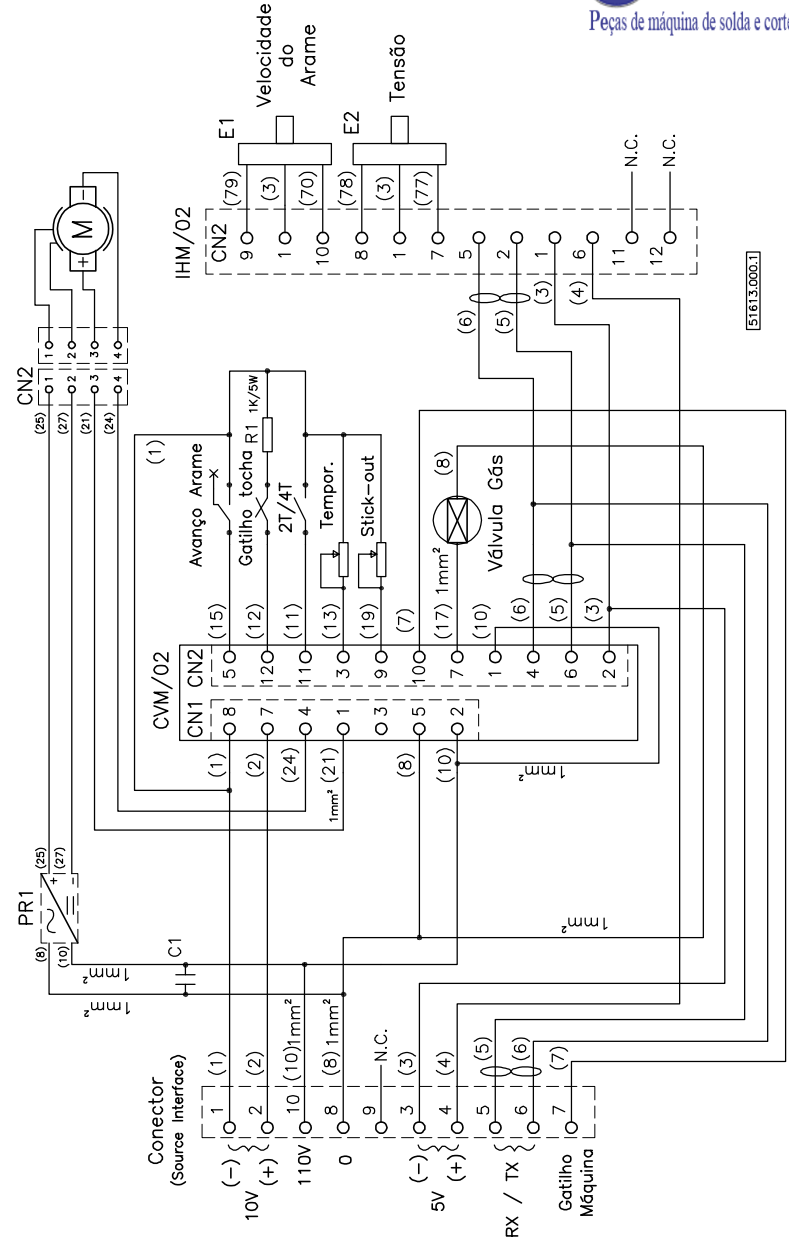 Peças de máquina de solda e corte
Conector
(Source Interface)
(-)
10V
(+)
110V
0
(-)
5V
(+)
RX / TX
Gatilho
Máquina
1
2
10
8
9
3
4
5
6
7
(1)
(2)
(10) 1mm²
(8) 1mm²
N.C.
(3)
(4)
(5)
(6)
(7)
PR1
(8)
(10)
(25)
(27)
+
-
1mm²
1mm²
C1
1mm²
1mm²
CVM/02
CN1
8
7
4
1
3
5
2
(1)
(2)
(24)
1mm² (21)
(8)
(10)
CN2
5
12
11
3
9
10
7
1
4
6
2
(15)
(12)
(11)
(13)
(19)
(7)
(17) 1mm²
(10)
(6)
(5)
(3)
(1)
Avanço Arame
Gatilho tocha
R1
1K/5W
2T/4T
Tempor.
Stick-out
(8)
Válvula Gás
CN2
(25)
(27)
(21)
(24)
1
2
3
4
1
2
3
4
+
M
-
IHM/02
CN2
9
1
10
8
1
7
5
2
1
6
11
12
(79)
(3)
(70)
(78)
(3)
(77)
(6)
(5)
(3)
(4)
N.C.
N.C.
E1
Velocidade
do
Arame
E2
Tensão
51613.000.1